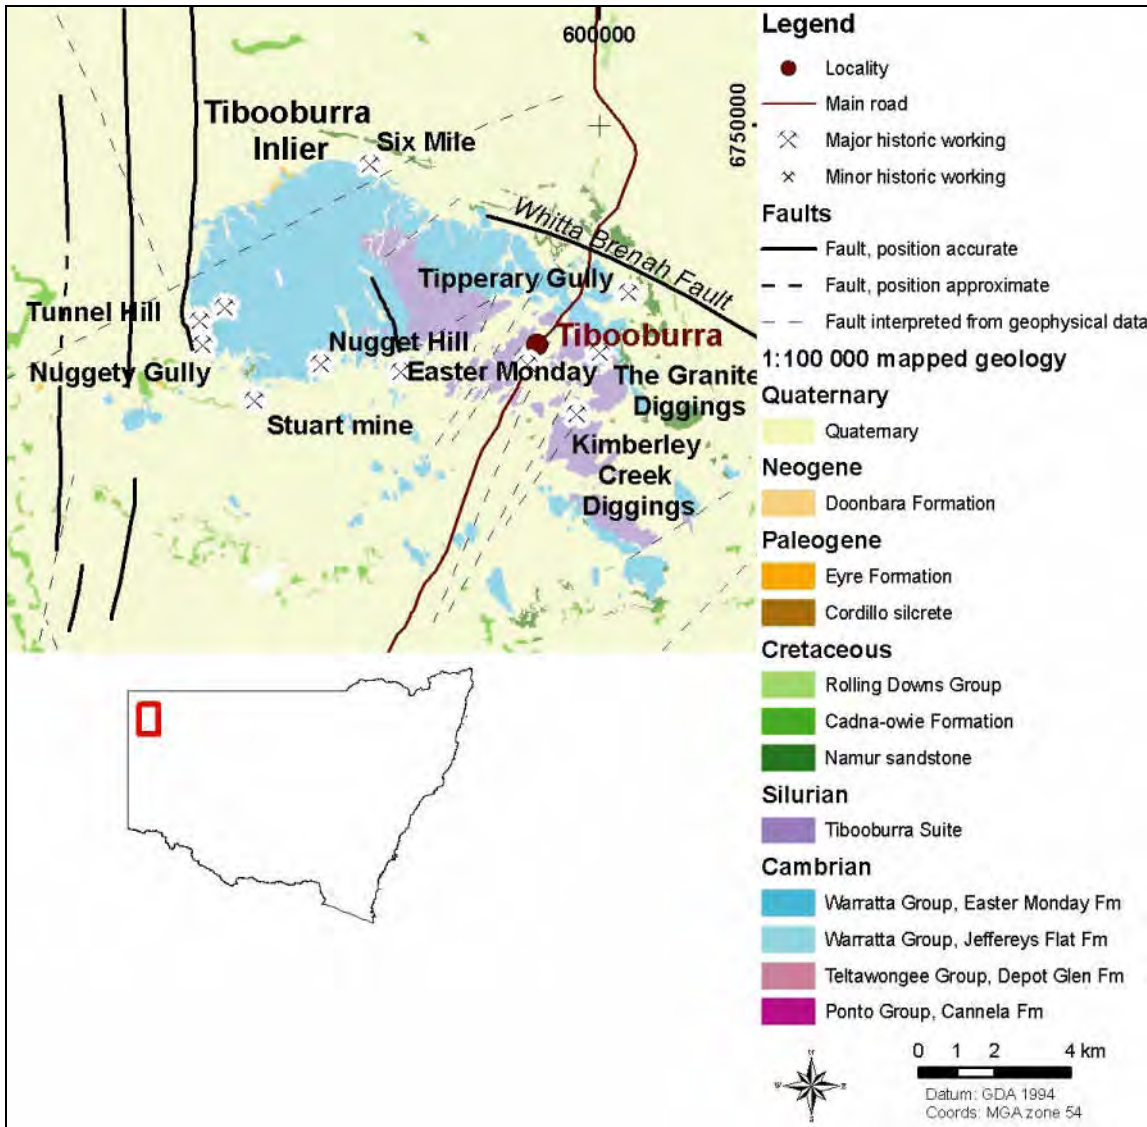 600000
6750000
Tibooburra
Inlier
Six Mile
Whitta Brenah Fault
Tipperary Gully
Tunnel Hill
Tibooburra
Nugget Hill
Nuggety Gully
Easter Monday
The Granite
Diggings
Stuart mine
Kimberley
Creek
Diggings
Legend
Locality
Main road
Major historic working
Minor historic working
Faults
Fault, position accurate
Fault, position approximate
Fault interpreted from geophysical data
1:100 000 mapped geology
Quaternary
Quaternary
Neogene
Doonbara Formation
Paleogene
Eyre Formation
Cordillo silcrete
Cretaceous
Rolling Downs Group
Cadna-owie Formation
Namur sandstone
Silurian
Tibooburra Suite
Cambrian
Warratta Group, Easter Monday Fm
Warratta Group, Jeffereys Flat Fm
Teltawongee Group, Depot Glen Fm
Ponto Group, Cannela Fm
N
W E
S
0 1 2 4 km
Datum: GDA 1994
Coords: MGA zone 54